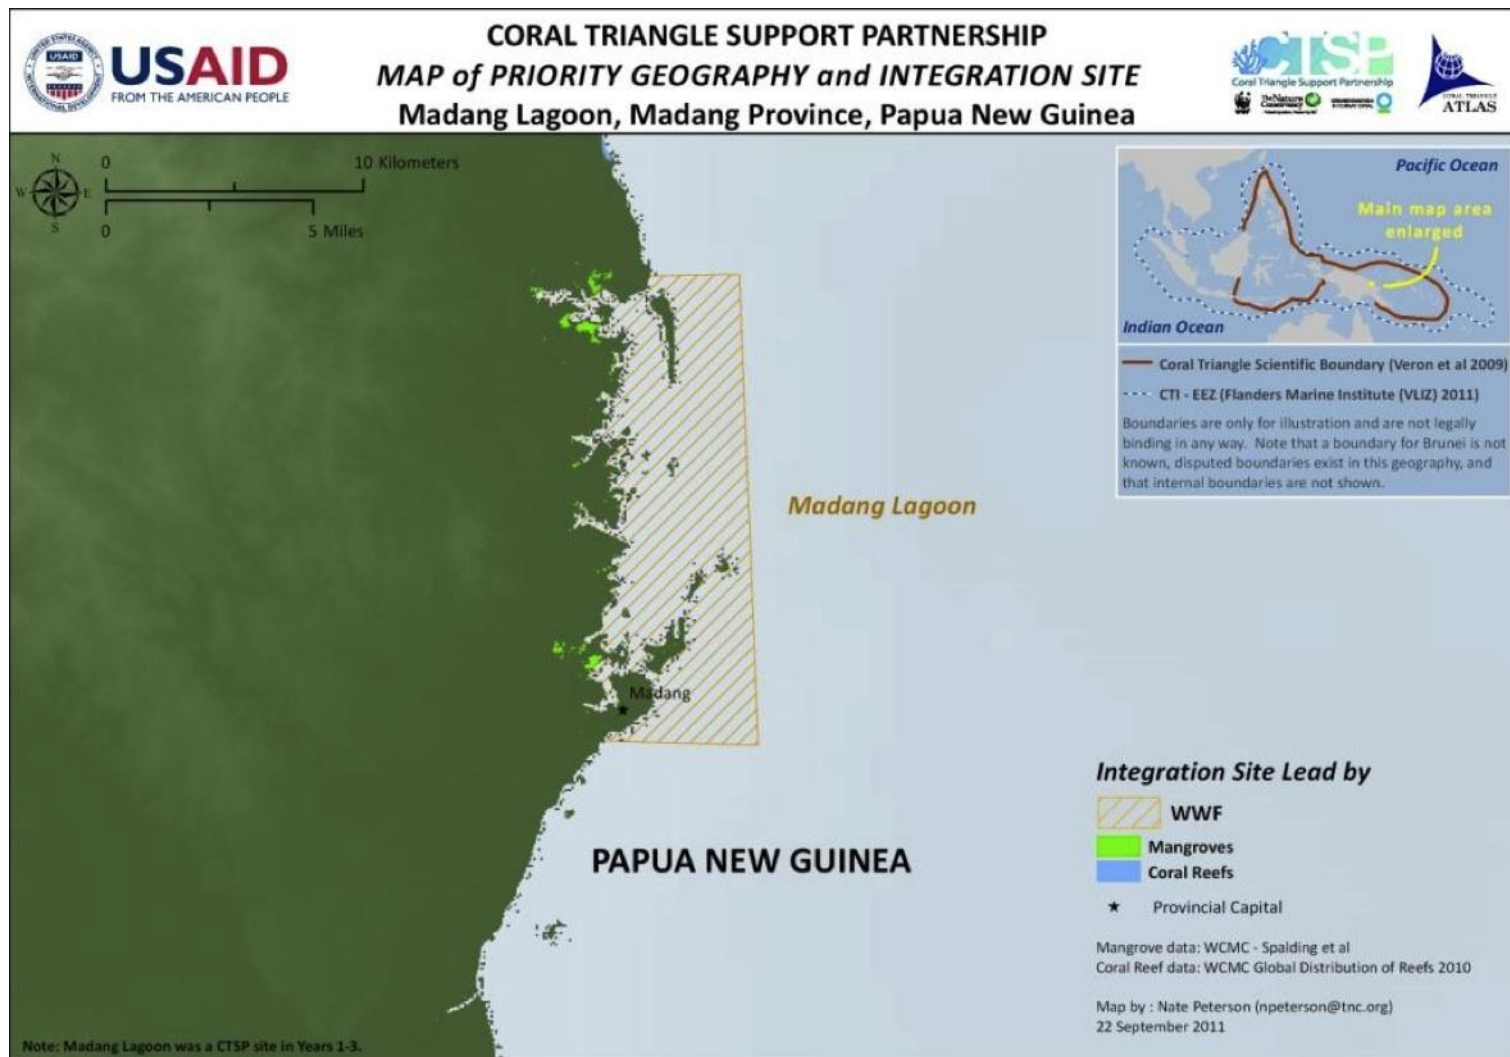 USAID
FROM THE AMERICAN PEOPLE
CORAL TRIANGLE SUPPORT PARTNERSHIP
MAP of PRIORITY GEOGRAPHY and INTEGRATION SITE
Madang Lagoon, Madang Province, Papua New Guinea
CTSP
Coral Triangle Support Partnership
WWF
The Nature Conservancy
CORAL TRIANGLE
ATLAS
N
W E
S
0 10 Kilometers
0 5 Miles
Pacific Ocean
Main map area
enlarged
Indian Ocean
Coral Triangle Scientific Boundary (Veron et al 2009)
CTI - EEZ (Flanders Marine Institute (VLIZ) 2011)
Boundaries are only for illustration and are not legally
binding in any way. Note that a boundary for Brunei is not
known, disputed boundaries exist in this geography, and
that internal boundaries are not shown.
Madang Lagoon
Madang
PAPUA NEW GUINEA
Integration Site Lead by
WWF
Mangroves
Coral Reefs
Provincial Capital
Mangrove data: WCMC - Spalding et al
Coral Reef data: WCMC Global Distribution of Reefs 2010
Map by : Nate Peterson (npeterson@tnc.org)
22 September 2011
Note: Madang Lagoon was a CTSP site in Years 1-3.